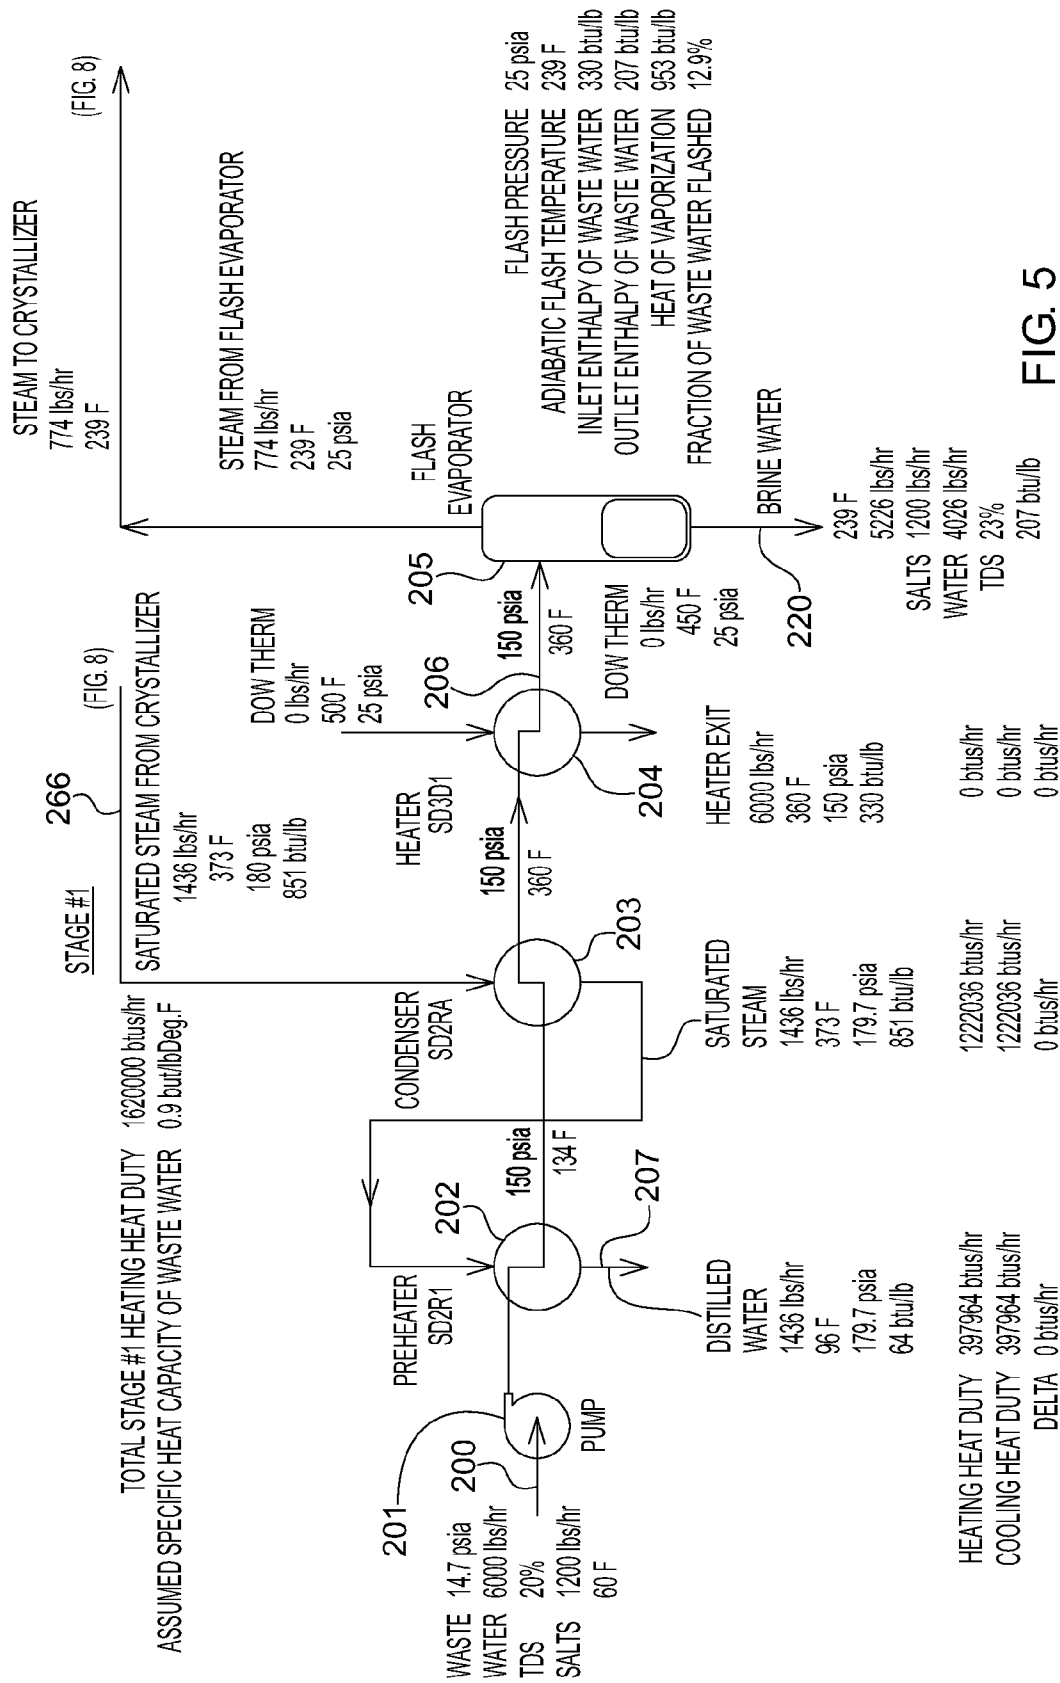 STAGE #1
TOTAL STAGE #1 HEATING HEAT DUTY 1620000 btus/hr
ASSUMED SPECIFIC HEAT CAPACITY OF WASTE WATER 0.9 but/lbDeg.F
266
(FIG. 8)
SATURATED STEAM FROM CRYSTALLIZER
1436 lbs/hr
373 F
180 psia
851 btu/lb
STEAM TO CRYSTALLIZER
774 lbs/hr
239 F
(FIG. 8)
STEAM FROM FLASH EVAPORATOR
774 lbs/hr
239 F
25 psia
DOW THERM
0 lbs/hr
500 F
25 psia
201
200
WASTE 14.7 psia
WATER 6000 lbs/hr
TDS 20%
SALTS 1200 lbs/hr
60 F
PUMP
PREHEATER
SD2R1
202
150 psia
134 F
207
CONDENSER
SD2RA
203
150 psia
360 F
HEATER
SD3D1
204
206
150 psia
360 F
205
FLASH
EVAPORATOR
DOW THERM
0 lbs/hr
450 F
25 psia
FLASH PRESSURE 25 psia
ADIABATIC FLASH TEMPERATURE 239 F
INLET ENTHALPY OF WASTE WATER 330 btu/lb
OUTLET ENTHALPY OF WASTE WATER 207 btu/lb
HEAT OF VAPORIZATION 953 btu/lb
FRACTION OF WASTE WATER FLASHED 12.9%
220
BRINE WATER
239 F
5226 lbs/hr
SALTS 1200 lbs/hr
WATER 4026 lbs/hr
TDS 23%
207 btu/lb
DISTILLED
WATER
1436 lbs/hr
96 F
179.7 psia
64 btu/lb
SATURATED
STEAM
1436 lbs/hr
373 F
179.7 psia
851 btu/lb
HEATER EXIT
6000 lbs/hr
360 F
150 psia
330 btu/lb
HEATING HEAT DUTY 397964 btus/hr 1222036 btus/hr 0 btus/hr
COOLING HEAT DUTY 397964 btus/hr 1222036 btus/hr 0 btus/hr
DELTA 0 btus/hr 0 btus/hr 0 btus/hr
FIG. 5